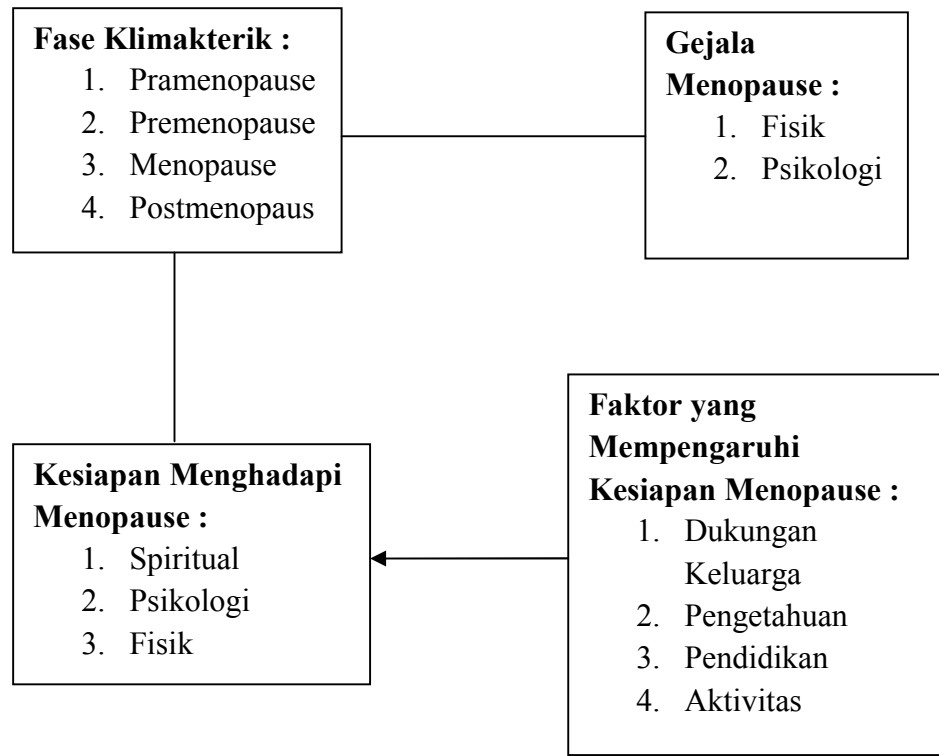 Fase Klimakterik :
1. Pramenopause
2. Premenopause
3. Menopause
4. Postmenopaus
Gejala
Menopause :
1. Fisik
2. Psikologi
Kesiapan Menghadapi
Menopause :
1. Spiritual
2. Psikologi
3. Fisik
Faktor yang
Mempengaruhi
Kesiapan Menopause :
1. Dukungan
Keluarga
2. Pengetahuan
3. Pendidikan
4. Aktivitas